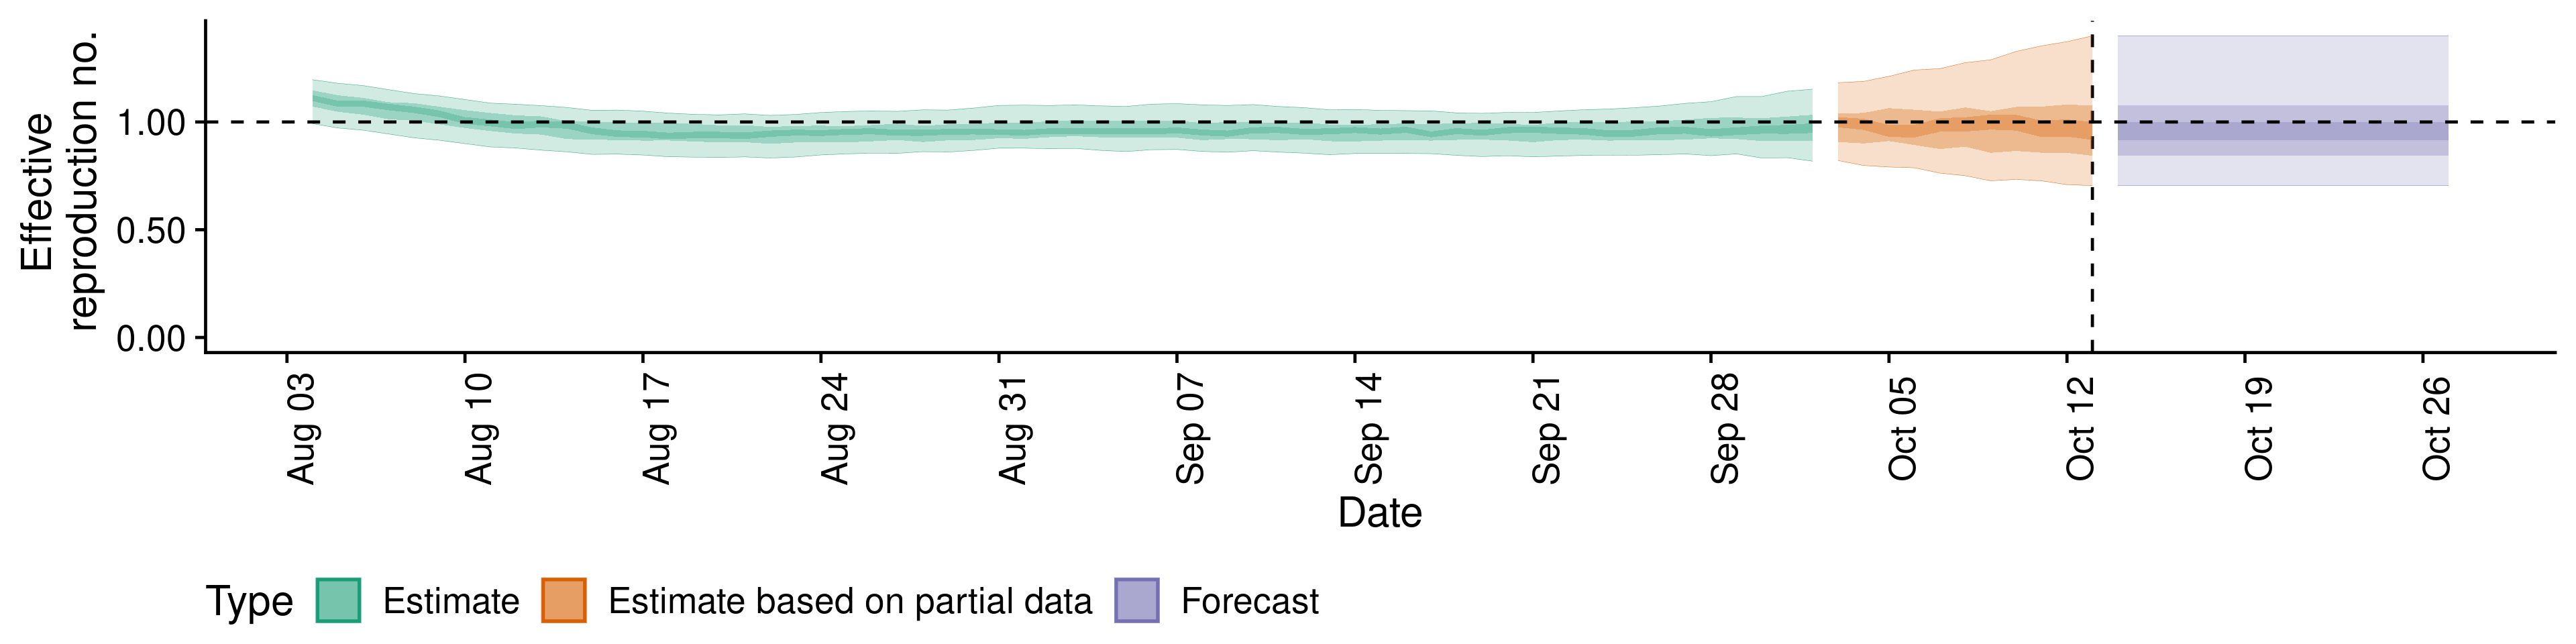 Effective
reproduction no.
1.00
0.50
0.00
Aug 03
Aug 10
Aug 17
Aug 24
Aug 31
Sep 07
Sep 14
Sep 21
Sep 28
Oct 05
Oct 12
Oct 19
Oct 26
Date
Type Estimate Estimate based on partial data Forecast